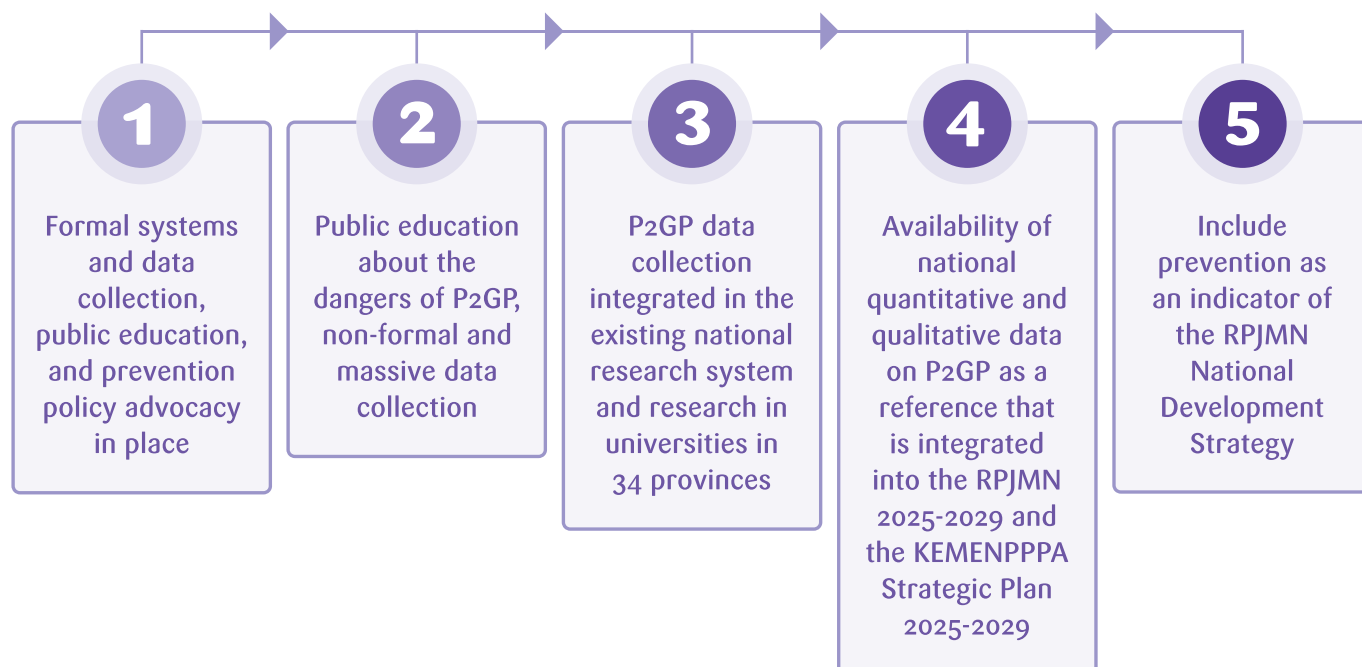 1
Formal systems
and data
collection,
public education,
and prevention
policy advocacy
in place
2
Public education
about the
dangers of P2GP,
non-formal and
massive data
collection
3
P2GP data
collection
integrated in the
existing national
research system
and research in
universities in
34 provinces
4
Availability of
national
quantitative and
qualitative data
on P2GP as a
reference that
is integrated
into the RPJMN
2025-2029 and
the KEMENPPPA
Strategic Plan
2025-2029
5
Include
prevention as
an indicator of
the RPJMN
National
Development
Strategy